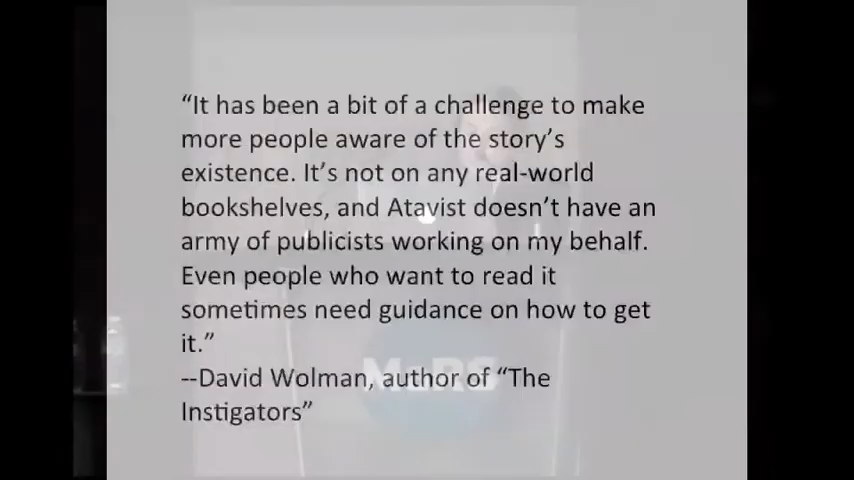 “It has been a bit of a challenge to make
more people aware of the story’s
existence. It’s not on any real-world
bookshelves, and Atavist doesn’t have an
army of publicists working on my behalf.
Even people who want to read it
sometimes need guidance on how to get
it.”
--David Wolman, author of “The
Instigators”
MaRS